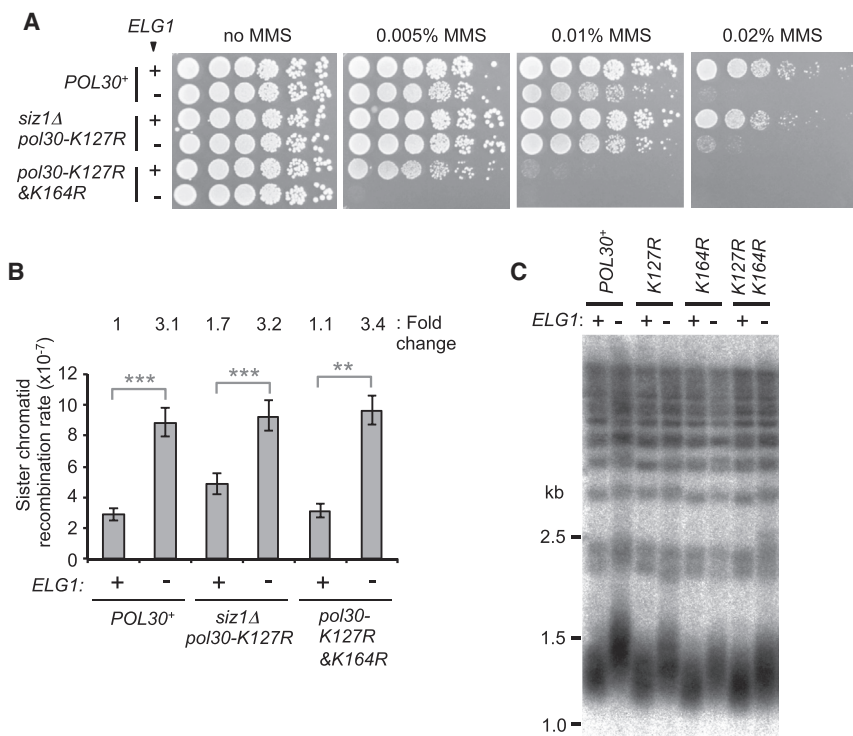 A
ELG1
no MMS
0.005% MMS
0.01% MMS
0.02% MMS
POL30+
+
-
siz1Δ
pol30-K127R
+
-
pol30-K127R
&K164R
+
-
B
1 3.1 1.7 3.2 1.1 3.4 : Fold change
Sister chromatid
recombination rate (x10-7)
12
10
8
6
4
2
0
***
***
**
ELG1: + - + - + -
POL30+
siz1Δ
pol30-K127R
pol30-
K127R
&K164R
C
POL30+
K127R
K164R
K127R
K164R
ELG1: + - + - + - + -
kb
2.5
1.5
1.0